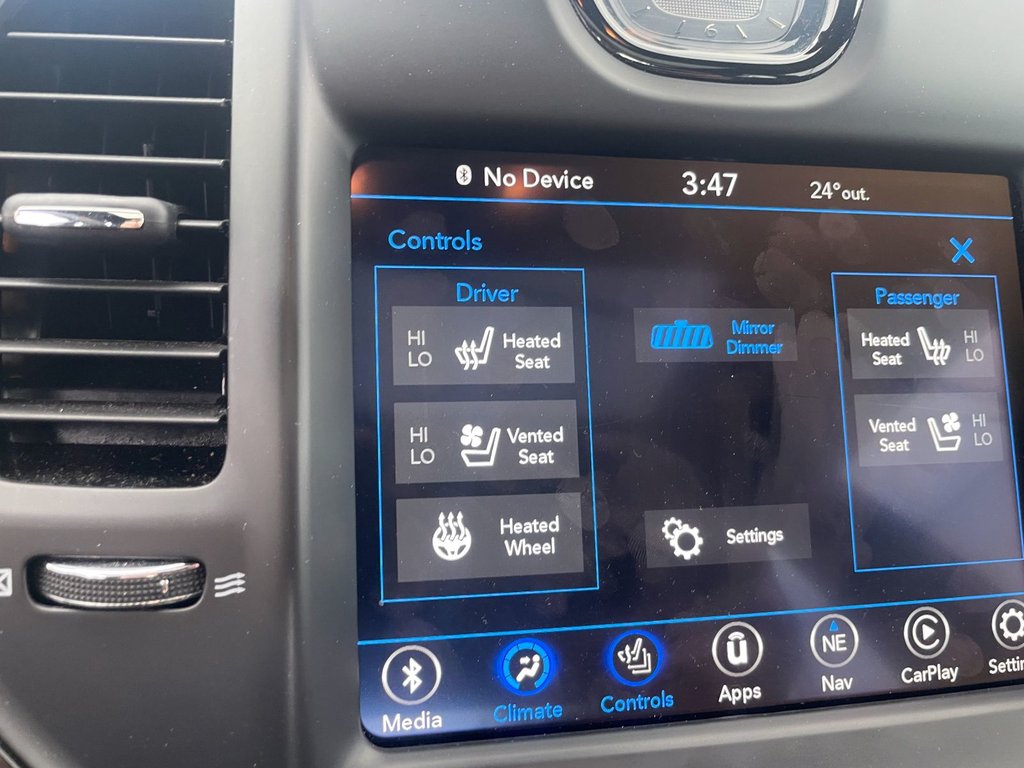 6
No Device
3:47
24° out.
Controls
Driver
HI
LO
Heated
Seat
HI
LO
Vented
Seat
Heated
Wheel
Mirror
Dimmer
Settings
Passenger
Heated
Seat
HI
LO
Vented
Seat
HI
LO
Media
Climate
Controls
Apps
NE
Nav
CarPlay